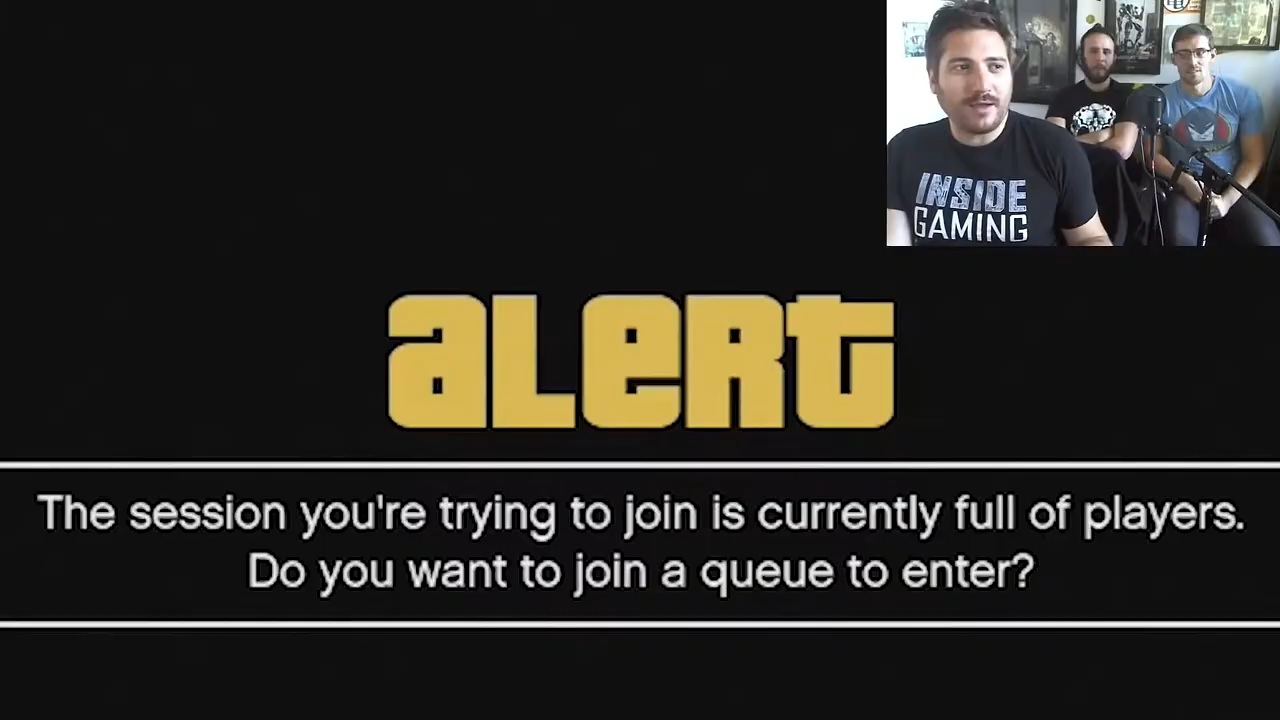 INSIDE
GAMING
aLeRt
The session you're trying to join is currently full of players.
Do you want to join a queue to enter?